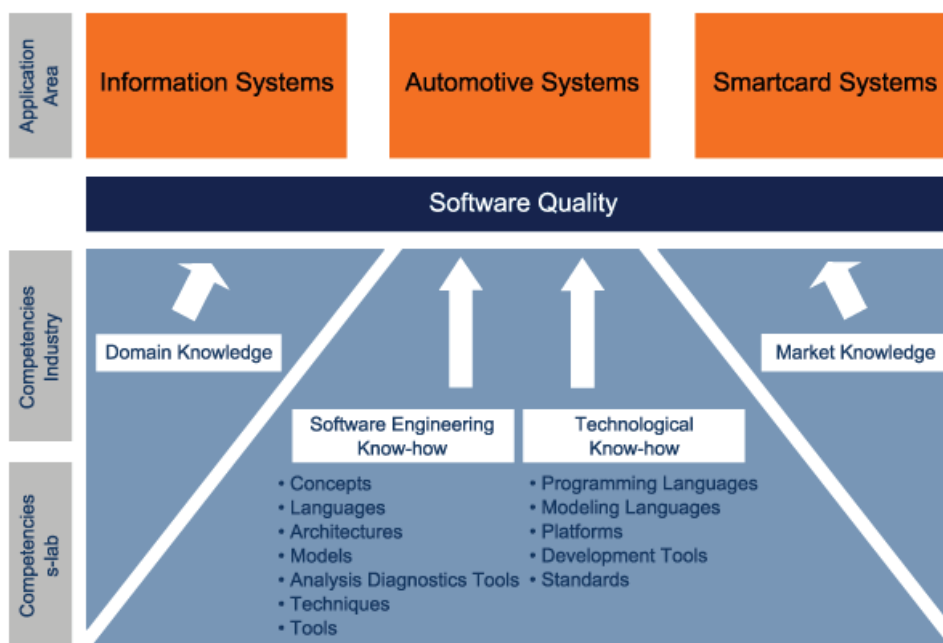 Application
Area
Information Systems
Automotive Systems
Smartcard Systems
Software Quality
Competencies
Industry
Domain Knowledge
Market Knowledge
Software Engineering
Know-how
Technological
Know-how
Competencies
s-lab
• Concepts
• Languages
• Architectures
• Models
• Analysis Diagnostics Tools
• Techniques
• Tools
• Programming Languages
• Modeling Languages
• Platforms
• Development Tools
• Standards